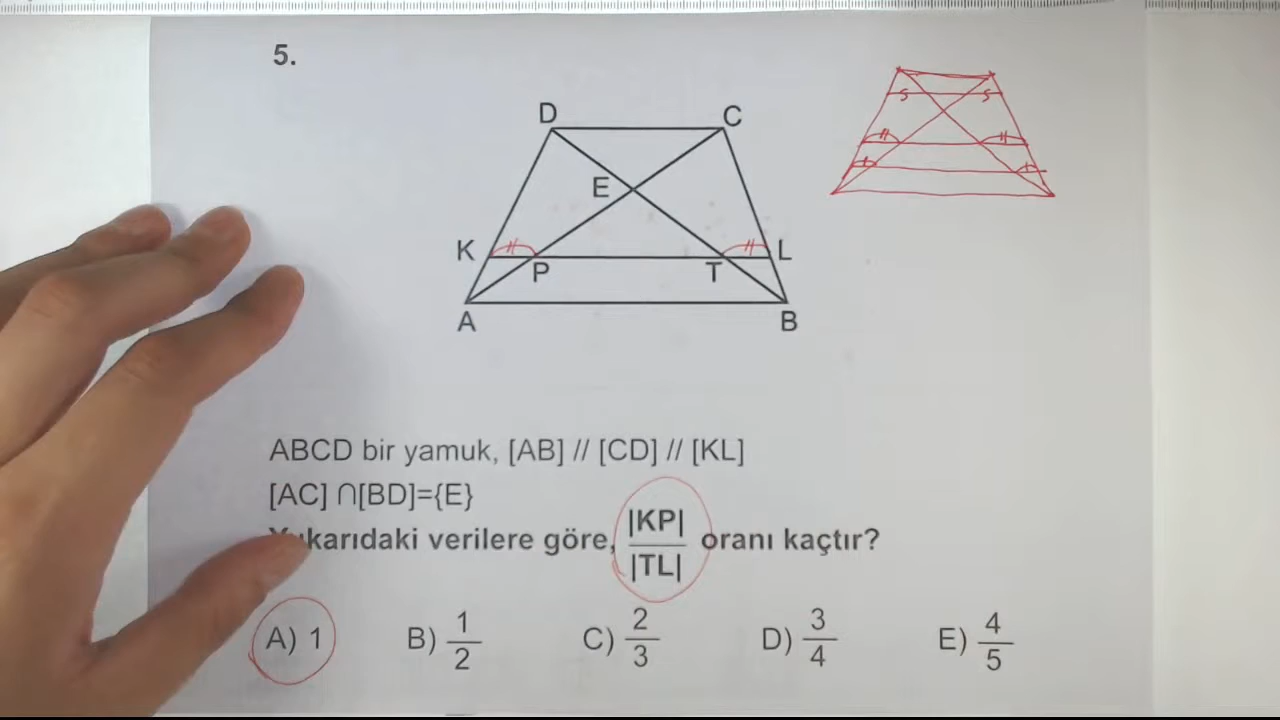 5.
D C
E
K L
P T
A B
ABCD bir yamuk, [AB] // [CD] // [KL]
[AC] ∩[BD]={E}
karıdaki verilere göre, |KP| / |TL| oranı kaçtır?
A) 1 B) 1/2 C) 2/3 D) 3/4 E) 4/5